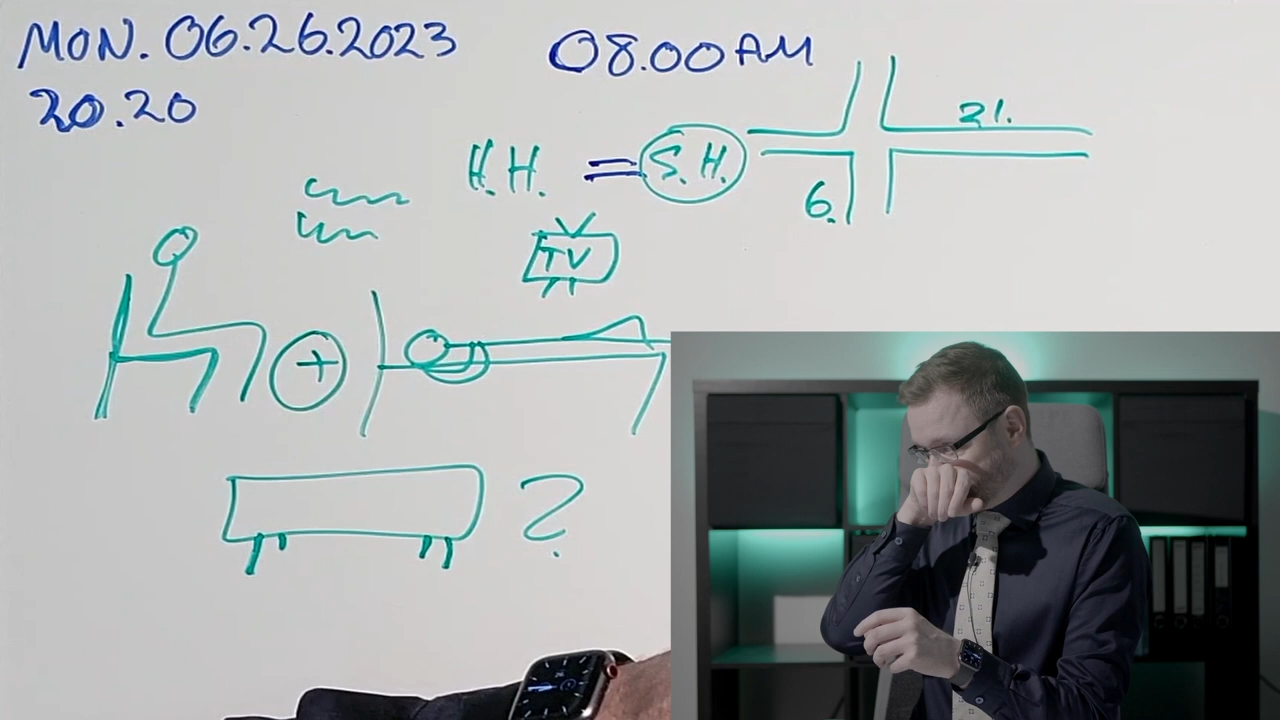 MON. 06.26.2023
08.00 AM
20.20
21.
H.H. = S.H.
6.
TV
+
?